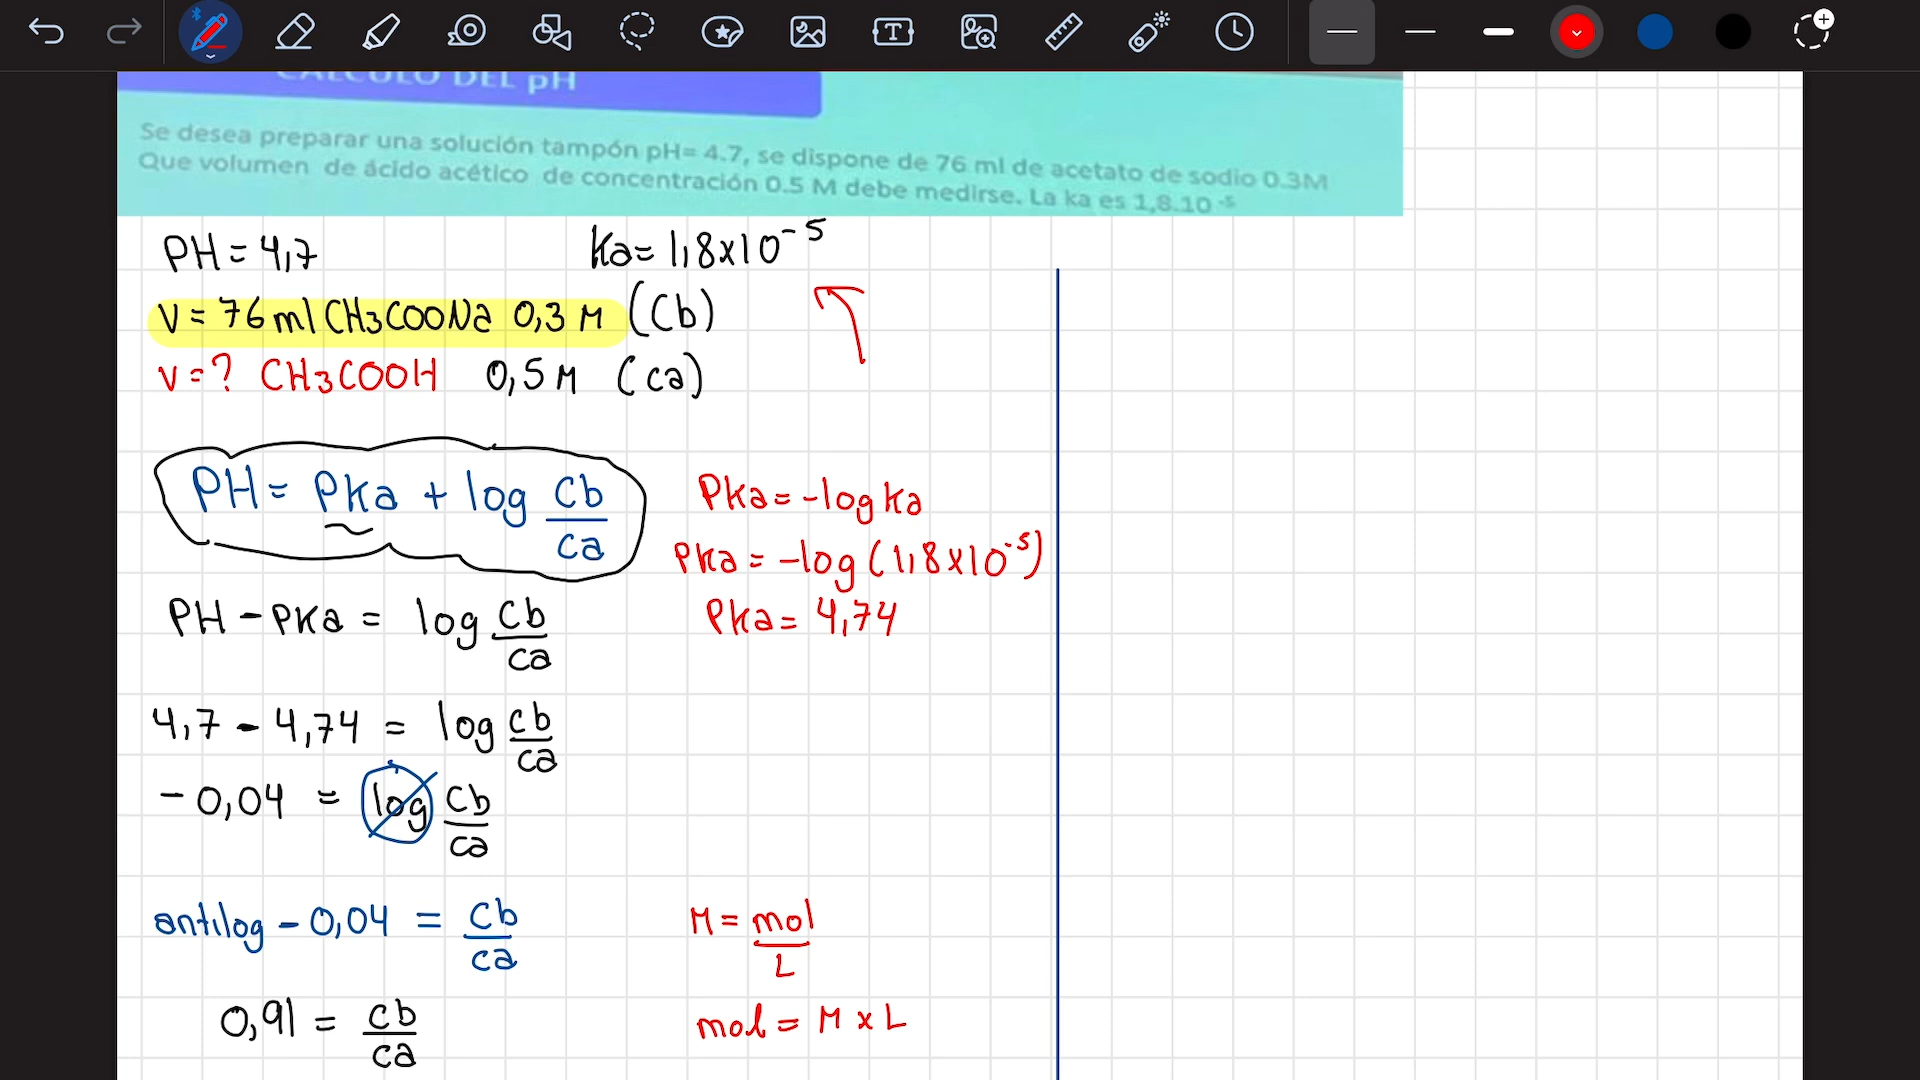 CALCULO DEL pH
Se desea preparar una solución tampón pH= 4.7, se dispone de 76 ml de acetato de sodio 0.3M
Que volumen de ácido acético de concentración 0.5 M debe medirse. La ka es 1,8.10 -5
PH = 4,7
Ka = 1,8x10⁻⁵
V = 76 ml CH3COONa 0,3 M (Cb)
V = ? CH3COOH 0,5 M (ca)
PH = PKa + log Cb/ca
PH - PKa = log Cb/ca
4,7 - 4,74 = log cb/ca
- 0,04 = log Cb/ca
antilog - 0,04 = Cb/ca
0,91 = cb/ca
PKa = -log Ka
PKa = -log (1,8x10⁻⁵)
PKa = 4,74
M = mol/L
mol = M x L